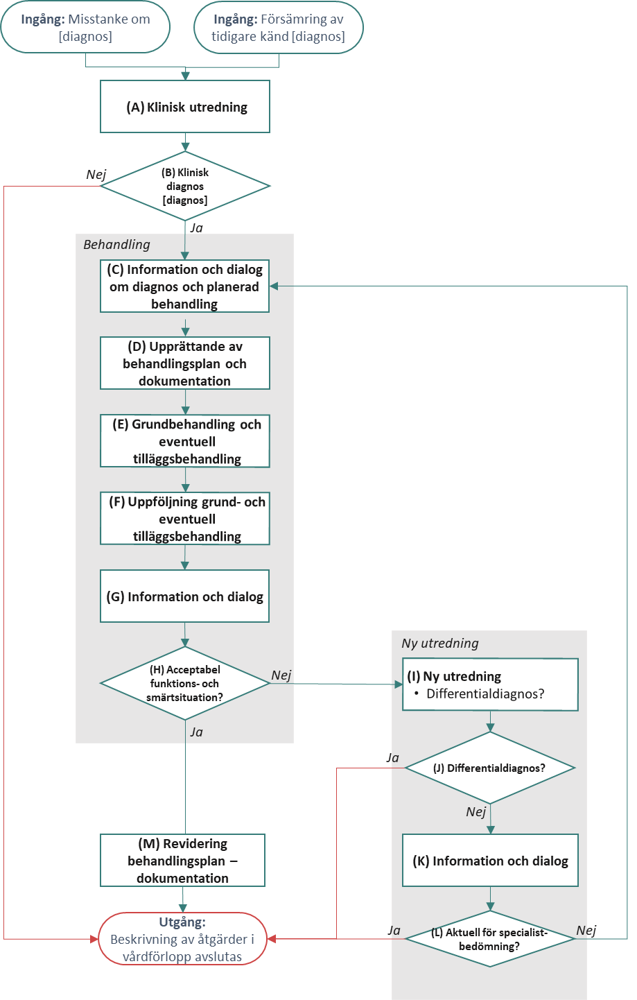 Ingång: Misstanke om
[diagnos]
Ingång: Försämring av
tidigare känd [diagnos]
(A) Klinisk utredning
Nej
(B) Klinisk
diagnos
[diagnos]
Ja
Behandling
(C) Information och dialog
om diagnos och planerad
behandling
(D) Upprättande av
behandlingsplan och
dokumentation
(E) Grundbehandling och
eventuell
tilläggsbehandling
(F) Uppföljning grund- och
eventuell
tilläggsbehandling
(G) Information och dialog
(H) Acceptabel
funktions- och
smärtsituation?
Nej
Ja
Ny utredning
(I) Ny utredning
• Differentialdiagnos?
Ja
(J) Differentialdiagnos?
Nej
(K) Information och dialog
Ja
(L) Aktuell för specialist-
bedömning?
Nej
(M) Revidering
behandlingsplan –
dokumentation
Utgång:
Beskrivning av åtgärder i
vårdförlopp avslutas